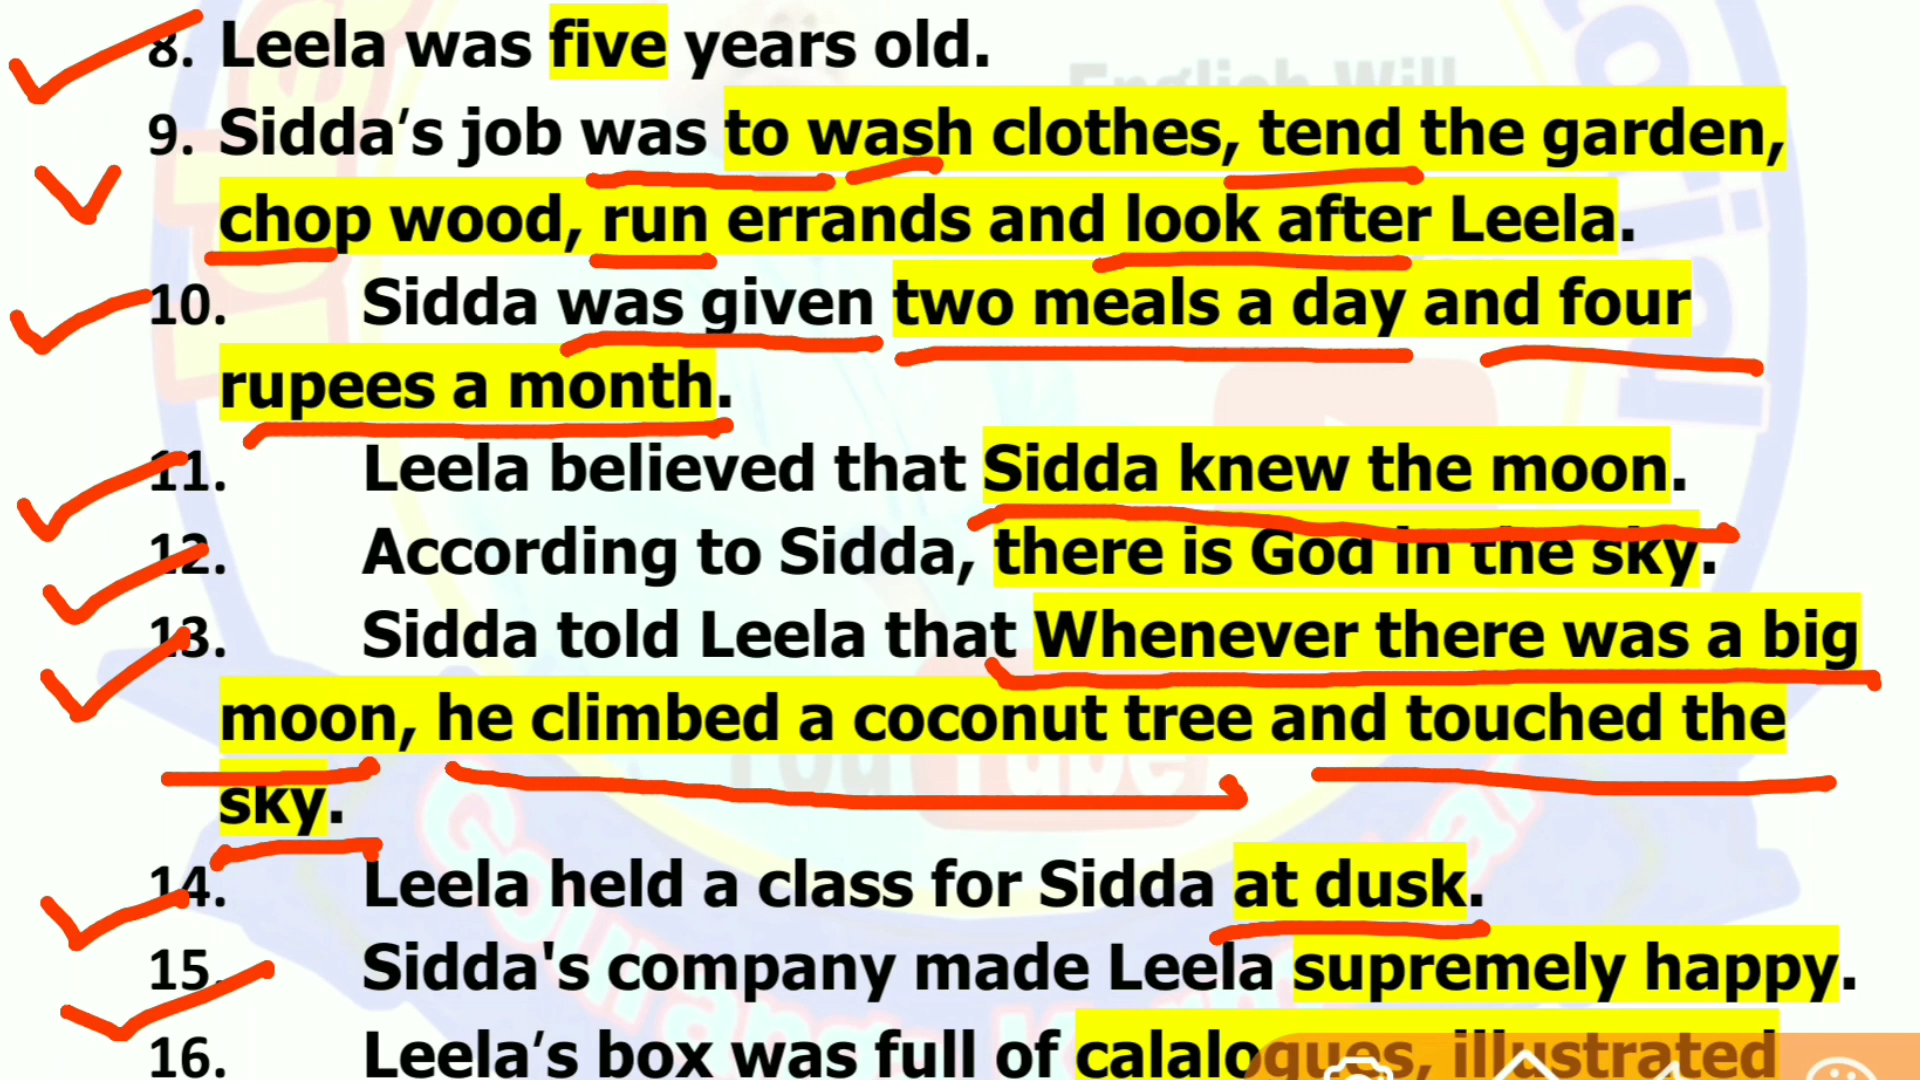 8. Leela was five years old.
9. Sidda’s job was to wash clothes, tend the garden,
chop wood, run errands and look after Leela.
10. Sidda was given two meals a day and four
rupees a month.
11. Leela believed that Sidda knew the moon.
12. According to Sidda, there is God in the sky.
13. Sidda told Leela that Whenever there was a big
moon, he climbed a coconut tree and touched the
sky.
14. Leela held a class for Sidda at dusk.
15. Sidda's company made Leela supremely happy.
16. Leela’s box was full of calalogues, illustrated
English Will
YouTube